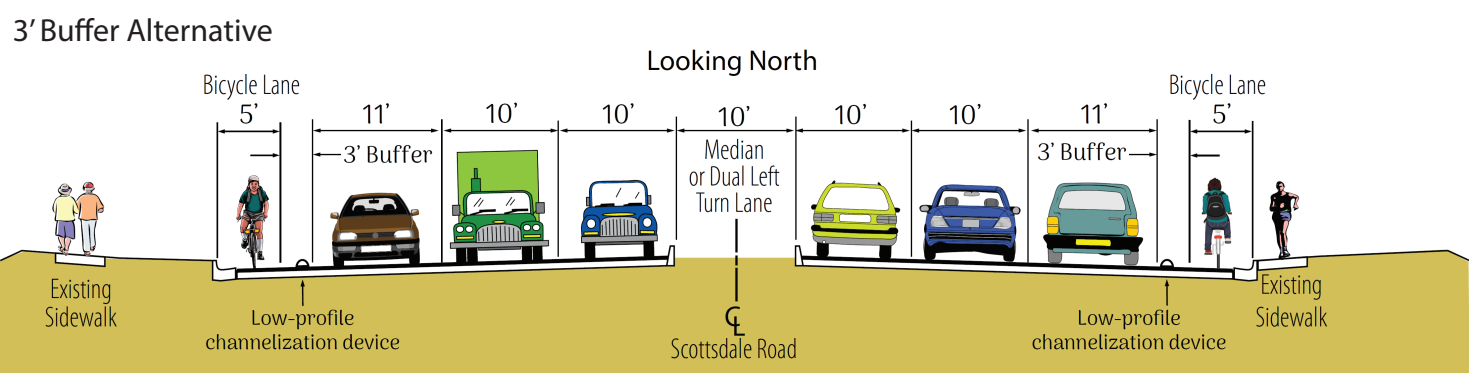 3’ Buffer Alternative
Looking North
Bicycle Lane
5’
11’
10’
10’
10’
10’
10’
11’
Bicycle Lane
5’
3’ Buffer
Median
or Dual Left
Turn Lane
3’ Buffer
Existing
Sidewalk
Low-profile
channelization device
CL
Scottsdale Road
Low-profile
channelization device
Existing
Sidewalk